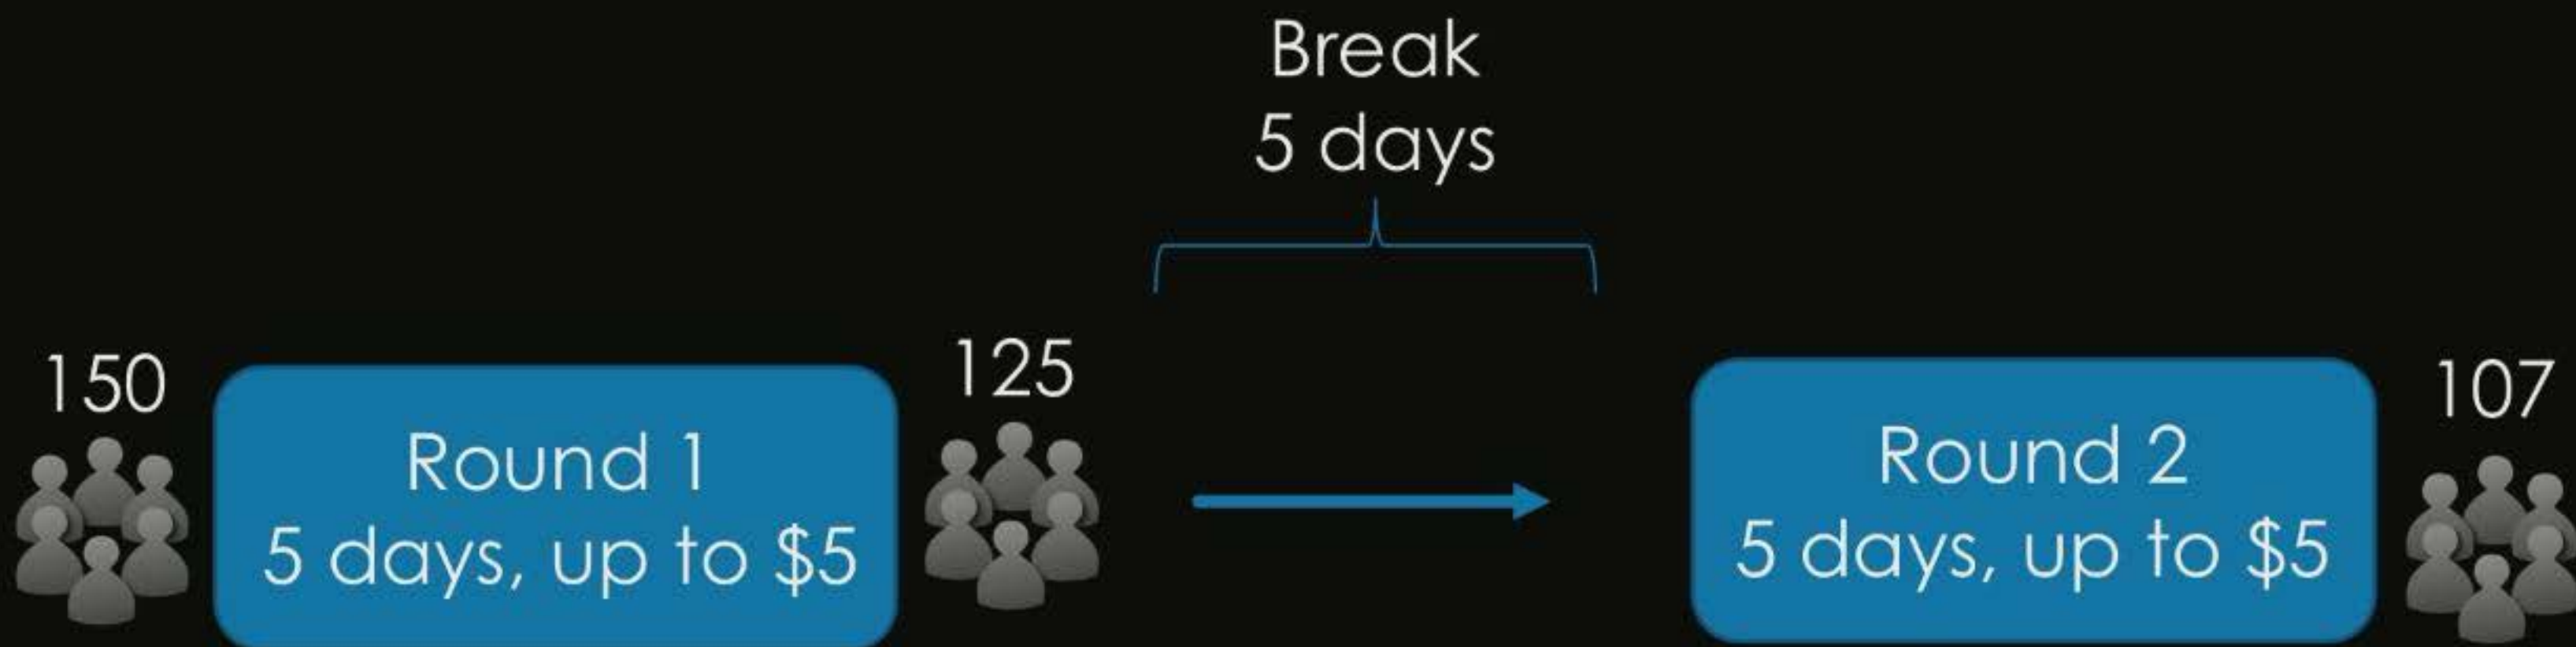 Break
5 days
150
Round 1
5 days, up to $5
125
Round 2
5 days, up to $5
107